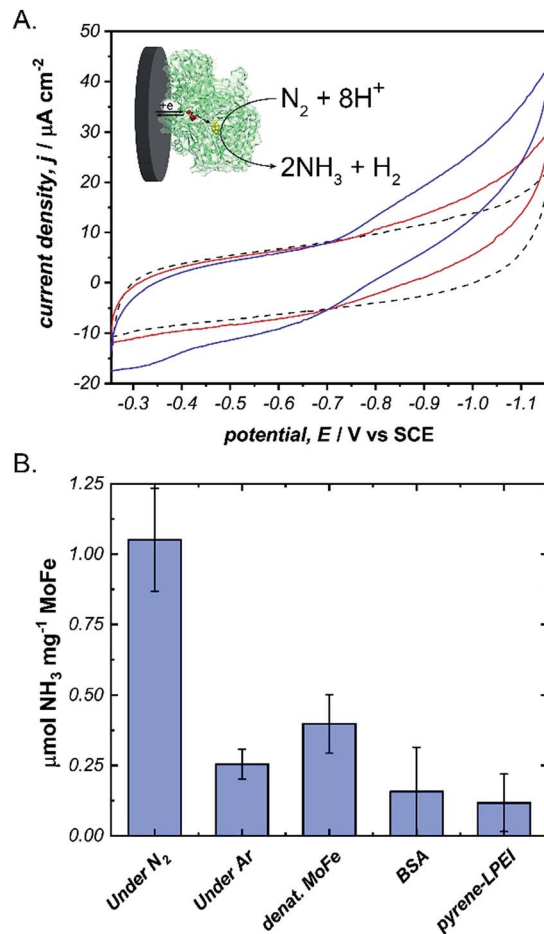 A.
50
40
30
20
10
0
-10
-20
current density, j / μA cm⁻²
+e⁻
N₂ + 8H⁺
2NH₃ + H₂
-0.3 -0.4 -0.5 -0.6 -0.7 -0.8 -0.9 -1.0 -1.1
potential, E / V vs SCE
B.
1.25
1.00
0.75
0.50
0.25
0.00
μmol NH₃ mg⁻¹ MoFe
Under N₂
Under Ar
denat. MoFe
BSA
pyrene-LPEI